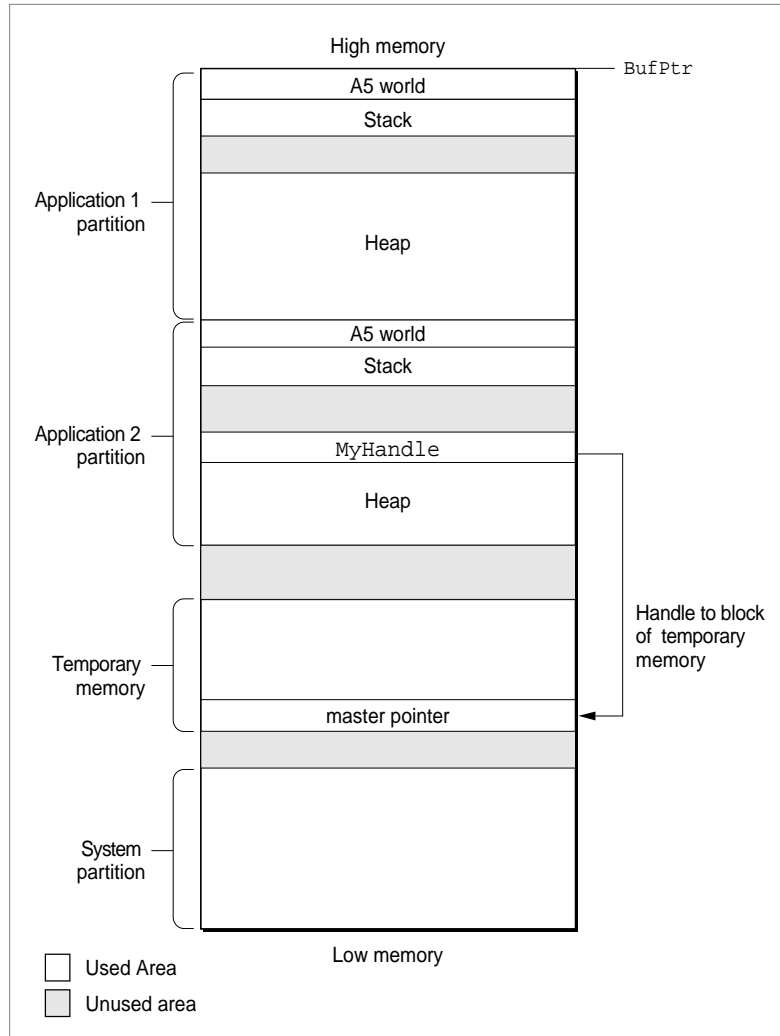 High memory
BufPtr
A5 world
Stack
Application 1
partition
Heap
A5 world
Stack
Application 2
partition
MyHandle
Heap
Handle to block
of temporary
memory
Temporary
memory
master pointer
System
partition
Low memory
Used Area
Unused area